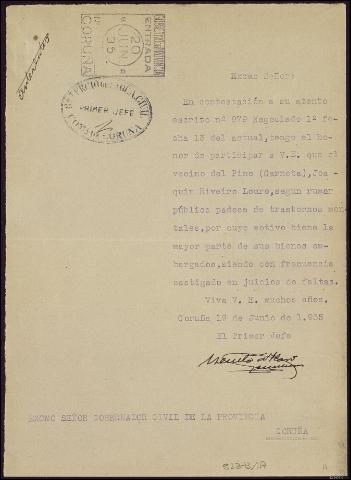 Antecedentes
ENTRADA
20 JUN 35
CORUÑA
PRIMER JEFE
CORUÑA
Excmo Señor:
En contestación a su atento
escrito nº 979 Negociado 1º fe
cha 13 del actual, tengo el ho
nor de participar a V.E. que el
vecino del Pino (Carnota), Joa-
quin Riveiro Louro, segun rumor
público padece de trastornos men
tales, por cuyo motivo tiene la
mayor parte de sus bienes em-
bargados, siendo con frecuencia
castigado en juicios de faltas.
Viva V. E. muchos años.
Coruña 19 de Junio de 1.935
El Primer Jefe
EXCMO SEÑOR GOBERNADOR CIVIL DE LA PROVINCIA
CORUÑA